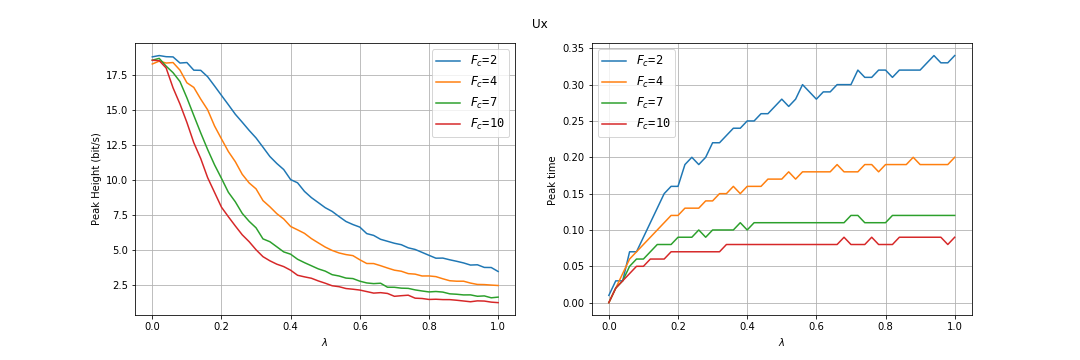 Ux
Peak Height (bit/s)
17.5
15.0
12.5
10.0
7.5
5.0
2.5
0.0 0.2 0.4 0.6 0.8 1.0
λ
F_c=2
F_c=4
F_c=7
F_c=10
Peak time
0.35
0.30
0.25
0.20
0.15
0.10
0.05
0.00
0.0 0.2 0.4 0.6 0.8 1.0
λ
F_c=2
F_c=4
F_c=7
F_c=10